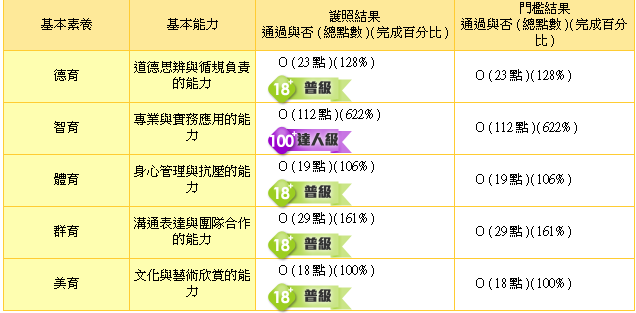 基本素養
基本能力
護照結果
通過與否 ( 總點數 )( 完成百分比 )
門檻結果
通過與否 ( 總點數 )( 完成百分
比 )
德育
道德思辨與循規負責
的能力
O ( 23 點 )( 128% )
18+ 普級
O ( 23 點 )( 128% )
智育
專業與實務應用的能
力
O ( 112 點 )( 622% )
100+ 達人級
O ( 112 點 )( 622% )
體育
身心管理與抗壓的能
力
O ( 19 點 )( 106% )
18+ 普級
O ( 19 點 )( 106% )
群育
溝通表達與團隊合作
的能力
O ( 29 點 )( 161% )
18+ 普級
O ( 29 點 )( 161% )
美育
文化與藝術欣賞的能
力
O ( 18 點 )( 100% )
18+ 普級
O ( 18 點 )( 100% )